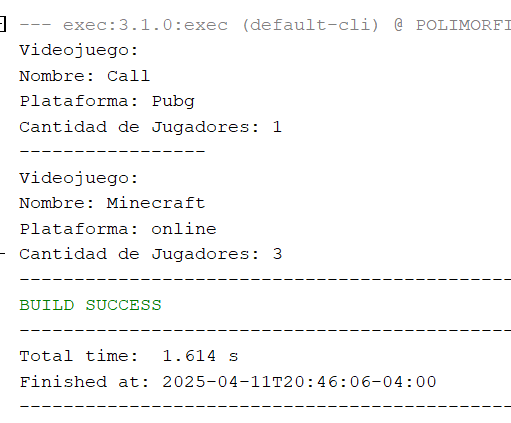 --- exec:3.1.0:exec (default-cli) @ POLIMORFI
Videojuego:
Nombre: Call
Plataforma: Pubg
Cantidad de Jugadores: 1
-----------------
Videojuego:
Nombre: Minecraft
Plataforma: online
Cantidad de Jugadores: 3
---------------------------------------------
BUILD SUCCESS
---------------------------------------------
Total time:  1.614 s
Finished at: 2025-04-11T20:46:06-04:00
---------------------------------------------